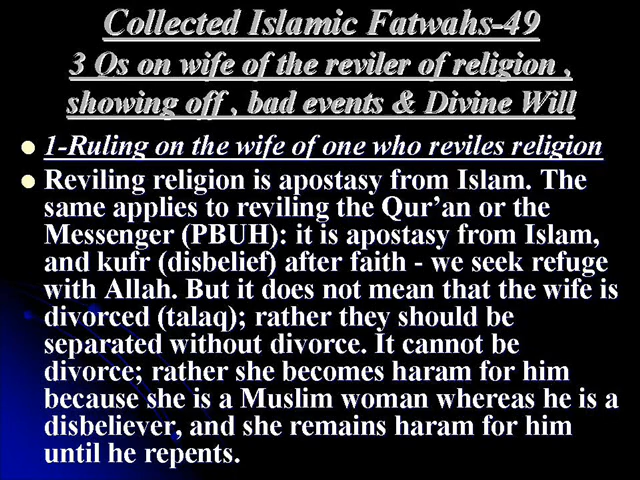 Collected Islamic Fatwahs-49
3 Qs on wife of the reviler of religion ,
showing off , bad events & Divine Will
1-Ruling on the wife of one who reviles religion
Reviling religion is apostasy from Islam. The
same applies to reviling the Qur’an or the
Messenger (PBUH): it is apostasy from Islam,
and kufr (disbelief) after faith - we seek refuge
with Allah. But it does not mean that the wife is
divorced (talaq); rather they should be
separated without divorce. It cannot be
divorce; rather she becomes haram for him
because she is a Muslim woman whereas he is a
disbeliever, and she remains haram for him
until he repents.